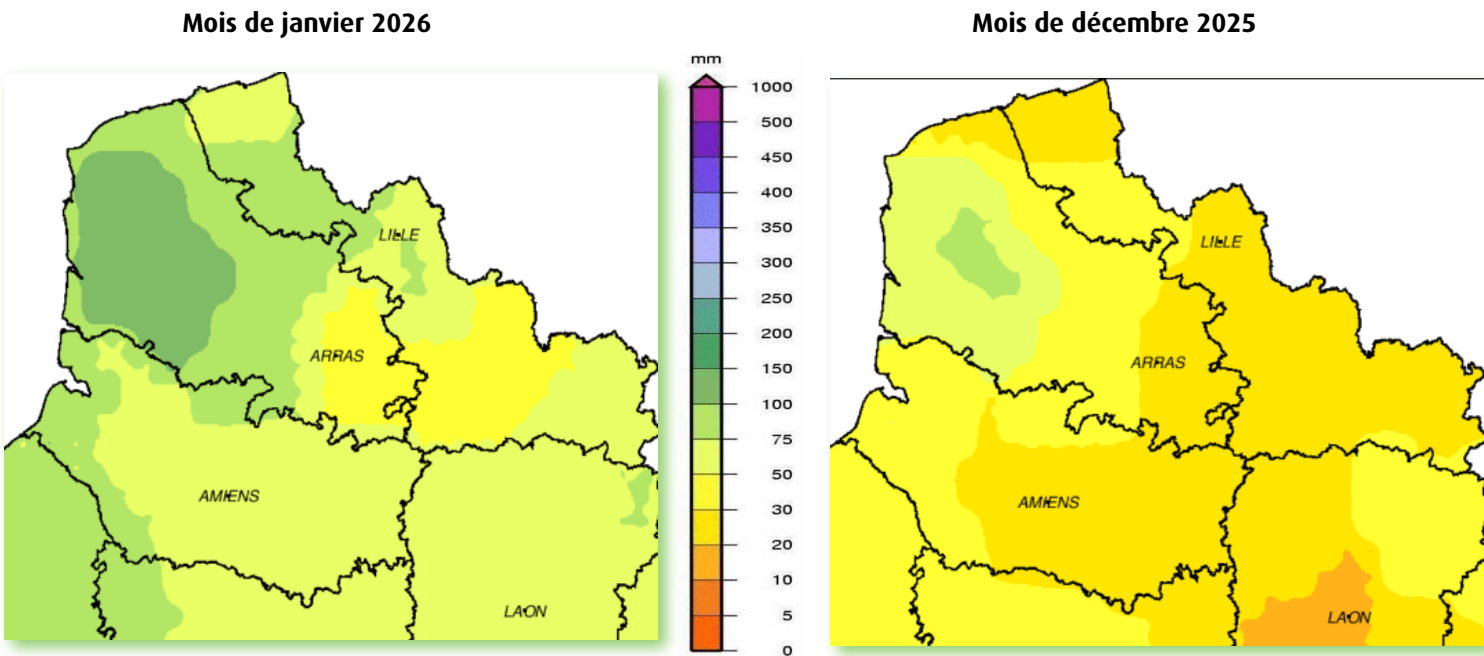 Mois de janvier 2026
Mois de décembre 2025
mm
1000
500
450
400
350
300
250
200
150
100
75
50
30
20
10
5
0
LILLE
ARRAS
AMIENS
LAON
LILLE
ARRAS
AMIENS
LAON